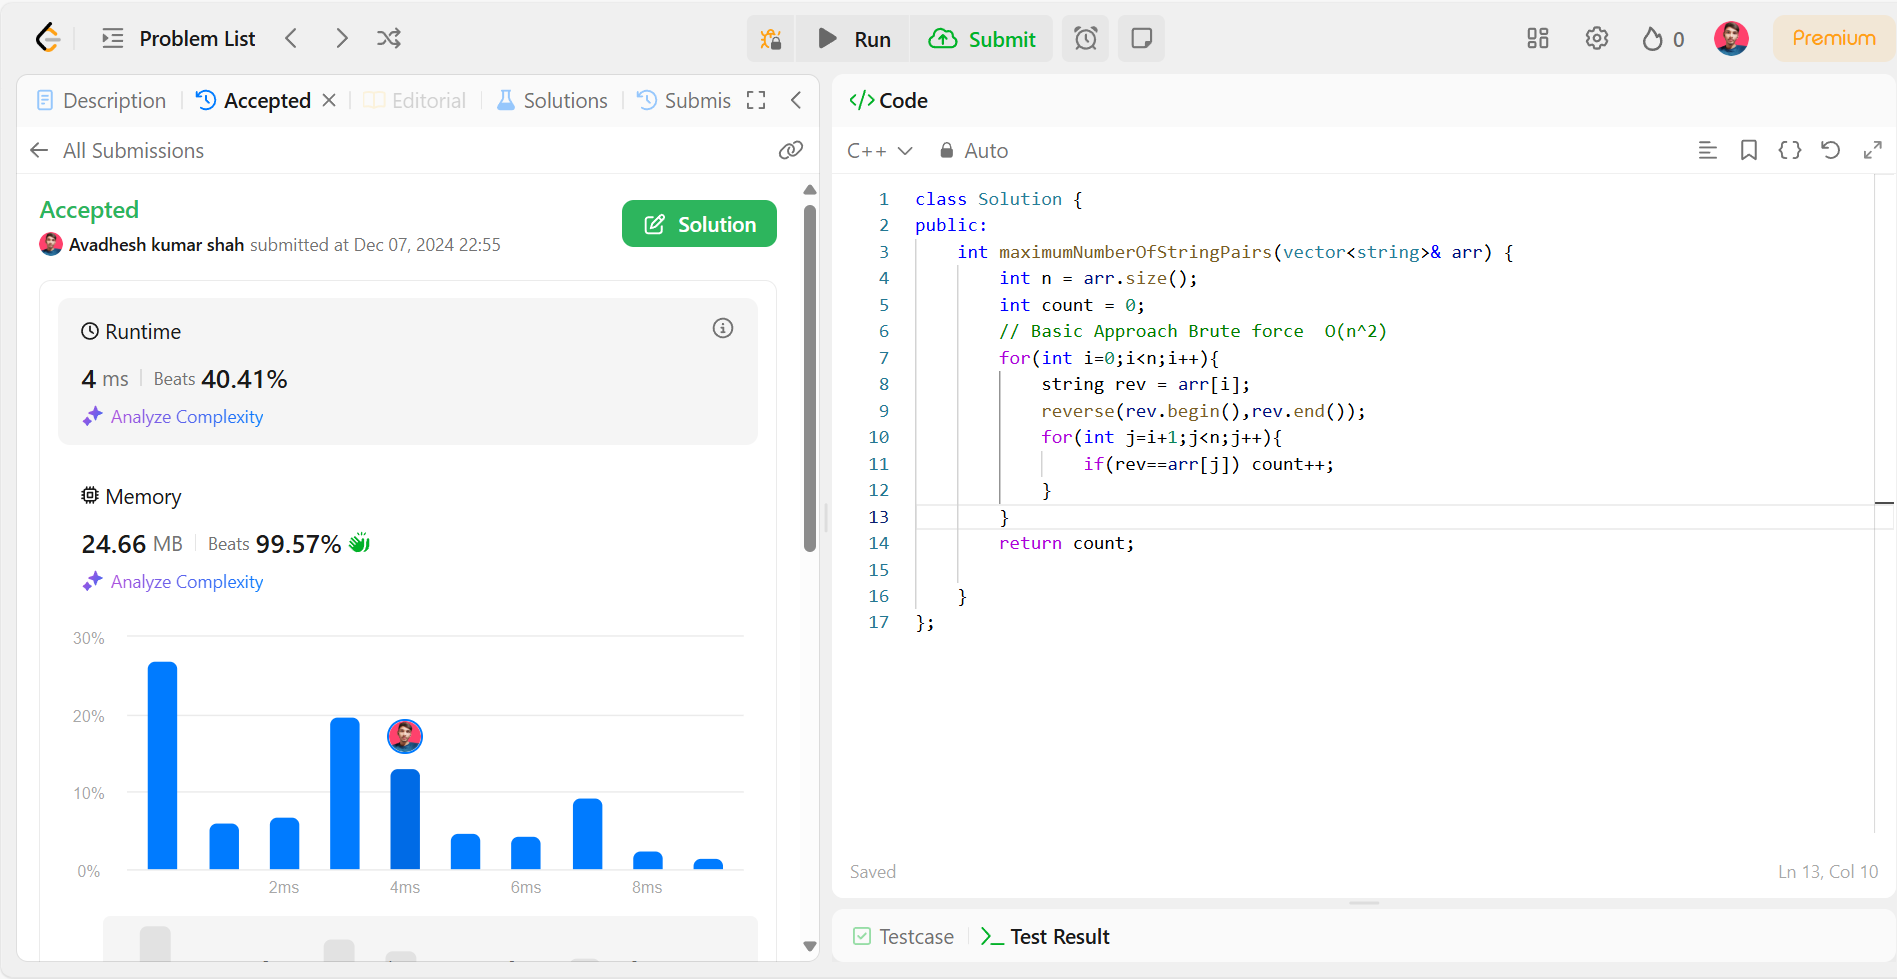 Problem List
Run
Submit
0
Premium
Description
Accepted
Editorial
Solutions
Submis
All Submissions
Accepted
Avadhesh kumar shah submitted at Dec 07, 2024 22:55
Solution
Runtime
4 ms
Beats 40.41%
Analyze Complexity
Memory
24.66 MB
Beats 99.57%
Analyze Complexity
30%
20%
10%
0%
2ms
4ms
6ms
8ms
</> Code
C++
Auto
1 class Solution {
2 public:
3     int maximumNumberOfStringPairs(vector<string>& arr) {
4         int n = arr.size();
5         int count = 0;
6         // Basic Approach Brute force  O(n^2)
7         for(int i=0;i<n;i++){
8             string rev = arr[i];
9             reverse(rev.begin(),rev.end());
10             for(int j=i+1;j<n;j++){
11                 if(rev==arr[j]) count++;
12             }
13         }
14         return count;
15
16     }
17 };
Saved
Ln 13, Col 10
Testcase
Test Result